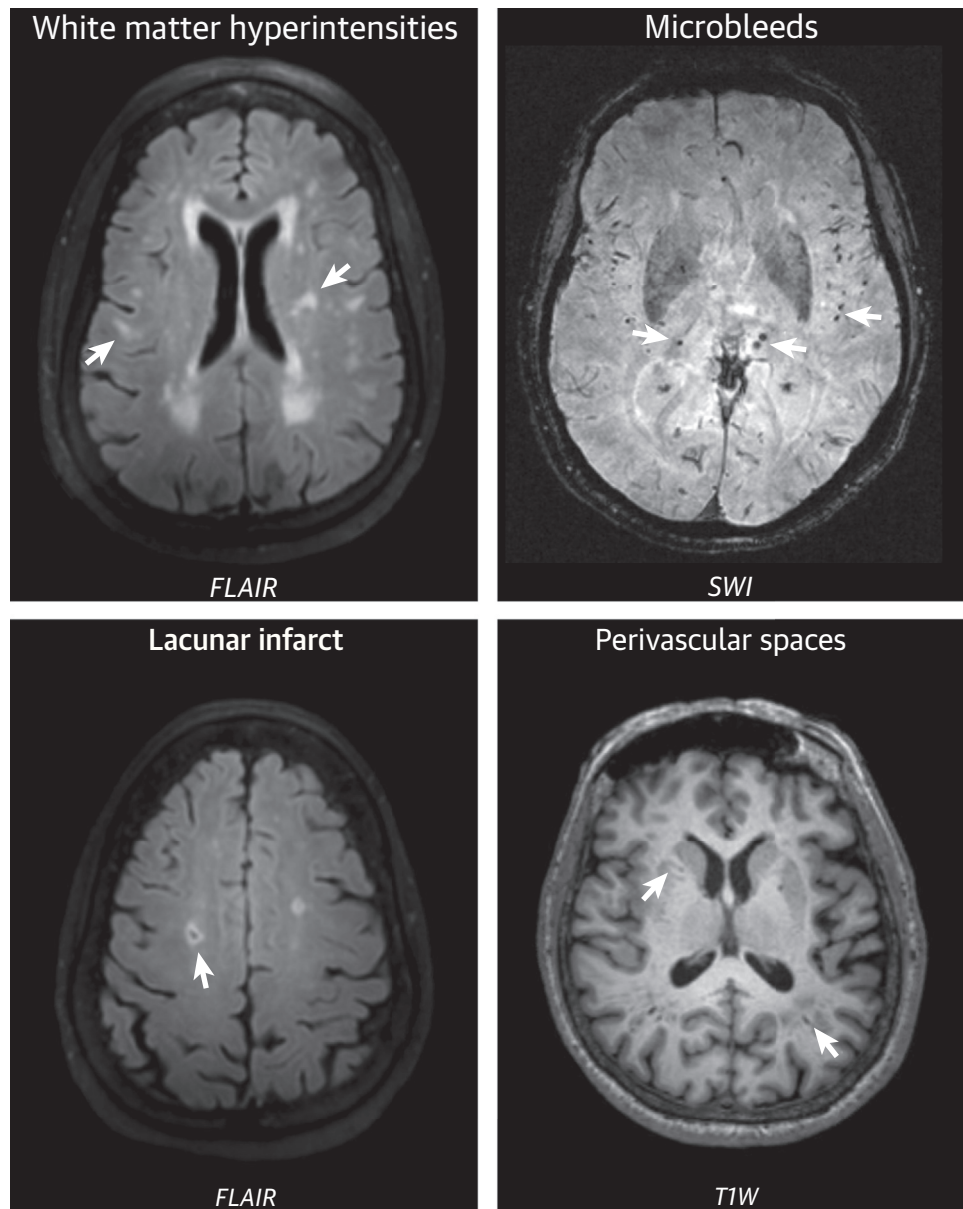 White matter hyperintensities
Microbleeds
FLAIR
SWI
Lacunar infarct
Perivascular spaces
FLAIR
T1W